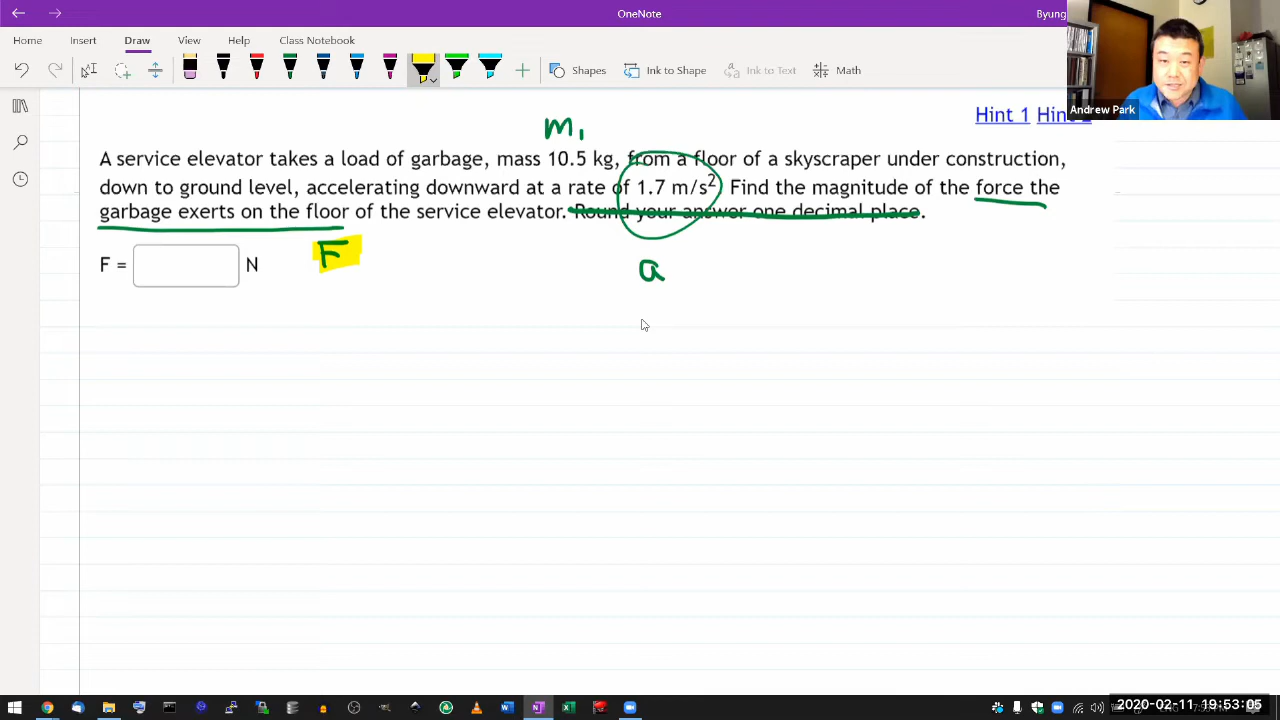 OneNote
Byung
Home Insert Draw View Help Class Notebook
Shapes Ink to Shape Ink to Text Math
Andrew Park
Hint 1 Hint
m₁
A service elevator takes a load of garbage, mass 10.5 kg, from a floor of a skyscraper under construction,
down to ground level, accelerating downward at a rate of 1.7 m/s² Find the magnitude of the force the
garbage exerts on the floor of the service elevator. Round your answer one decimal place.
F
F = N
a
2020-02-11 19:53:05